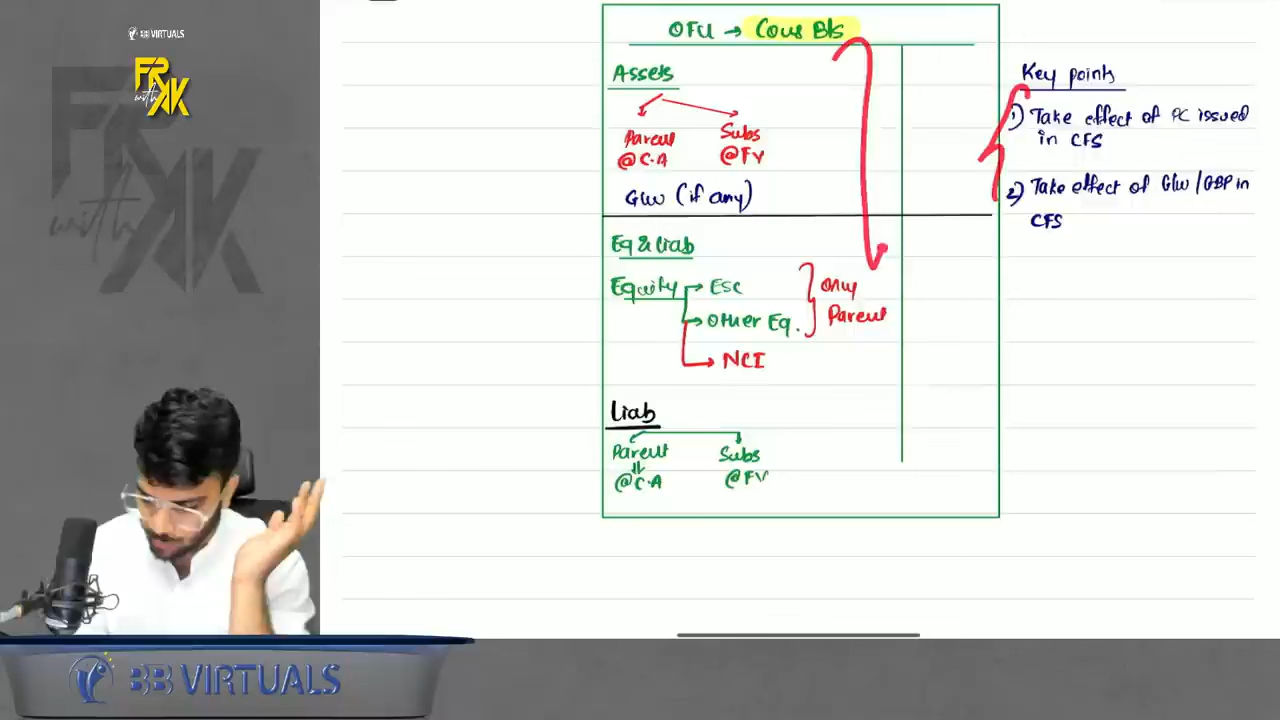 BB VIRTUALS
FR
with
AK
OFU → Cons B/s
Assets
Parent
@C.A
Subs
@FV
G/w (if any)
Eq & Liab
Equity → ESC
→ Other Eq.
→ NCI
Only
Parent
Liab
Parent
@C.A
Subs
@FV
Key points
1) Take effect of PC issued
in CFS
2) Take effect of G/w / GBP in
CFS
BB VIRTUALS